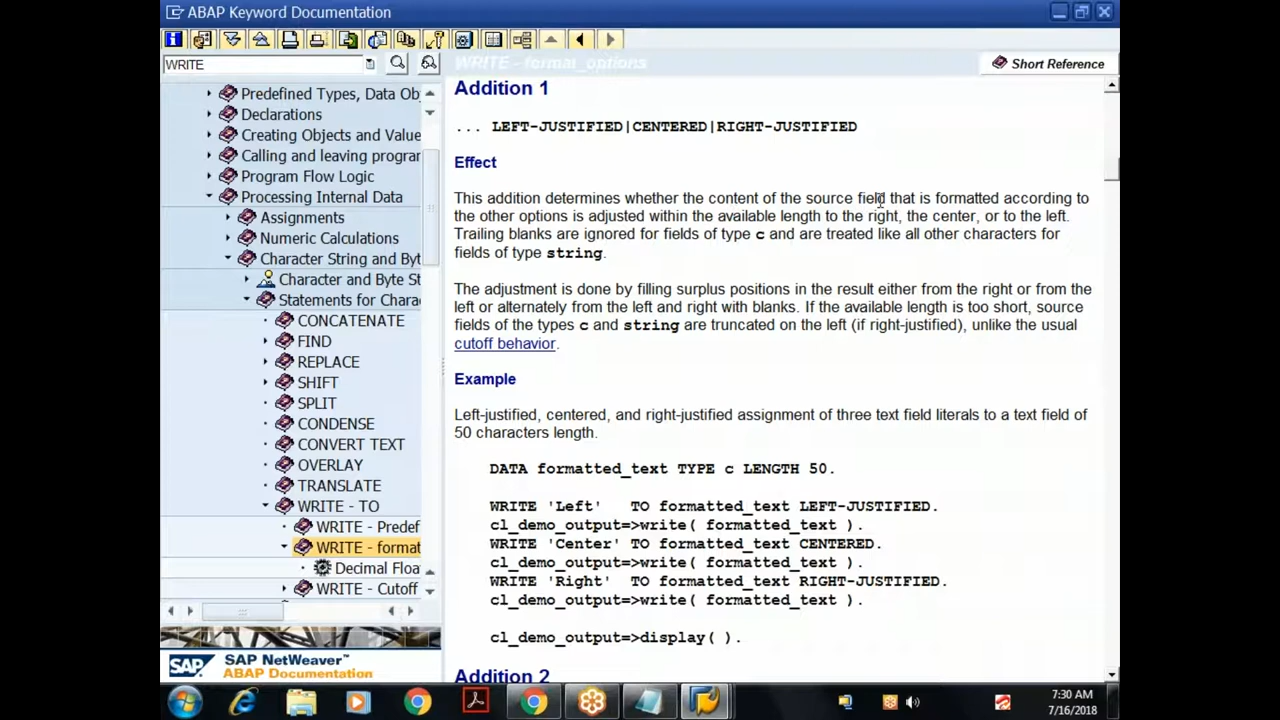 ABAP Keyword Documentation
WRITE
WRITE - format_options
Short Reference
Predefined Types, Data Ob
Declarations
Creating Objects and Value
Calling and leaving prograr
Program Flow Logic
Processing Internal Data
Assignments
Numeric Calculations
Character String and Byt
Character and Byte St
Statements for Chara
CONCATENATE
FIND
REPLACE
SHIFT
SPLIT
CONDENSE
CONVERT TEXT
OVERLAY
TRANSLATE
WRITE - TO
WRITE - Predef
WRITE - format
Decimal Floa
WRITE - Cutoff
SAP
SAP NetWeaver™
ABAP Documentation
Addition 1
... LEFT-JUSTIFIED|CENTERED|RIGHT-JUSTIFIED
Effect
This addition determines whether the content of the source field that is formatted according to
the other options is adjusted within the available length to the right, the center, or to the left.
Trailing blanks are ignored for fields of type c and are treated like all other characters for
fields of type string.
The adjustment is done by filling surplus positions in the result either from the right or from the
left or alternately from the left and right with blanks. If the available length is too short, source
fields of the types c and string are truncated on the left (if right-justified), unlike the usual
cutoff behavior.
Example
Left-justified, centered, and right-justified assignment of three text field literals to a text field of
50 characters length.
DATA formatted_text TYPE c LENGTH 50.
WRITE 'Left' TO formatted_text LEFT-JUSTIFIED.
cl_demo_output=>write( formatted_text ).
WRITE 'Center' TO formatted_text CENTERED.
cl_demo_output=>write( formatted_text ).
WRITE 'Right' TO formatted_text RIGHT-JUSTIFIED.
cl_demo_output=>write( formatted_text ).
cl_demo_output=>display( ).
Addition 2
7:30 AM
7/16/2018